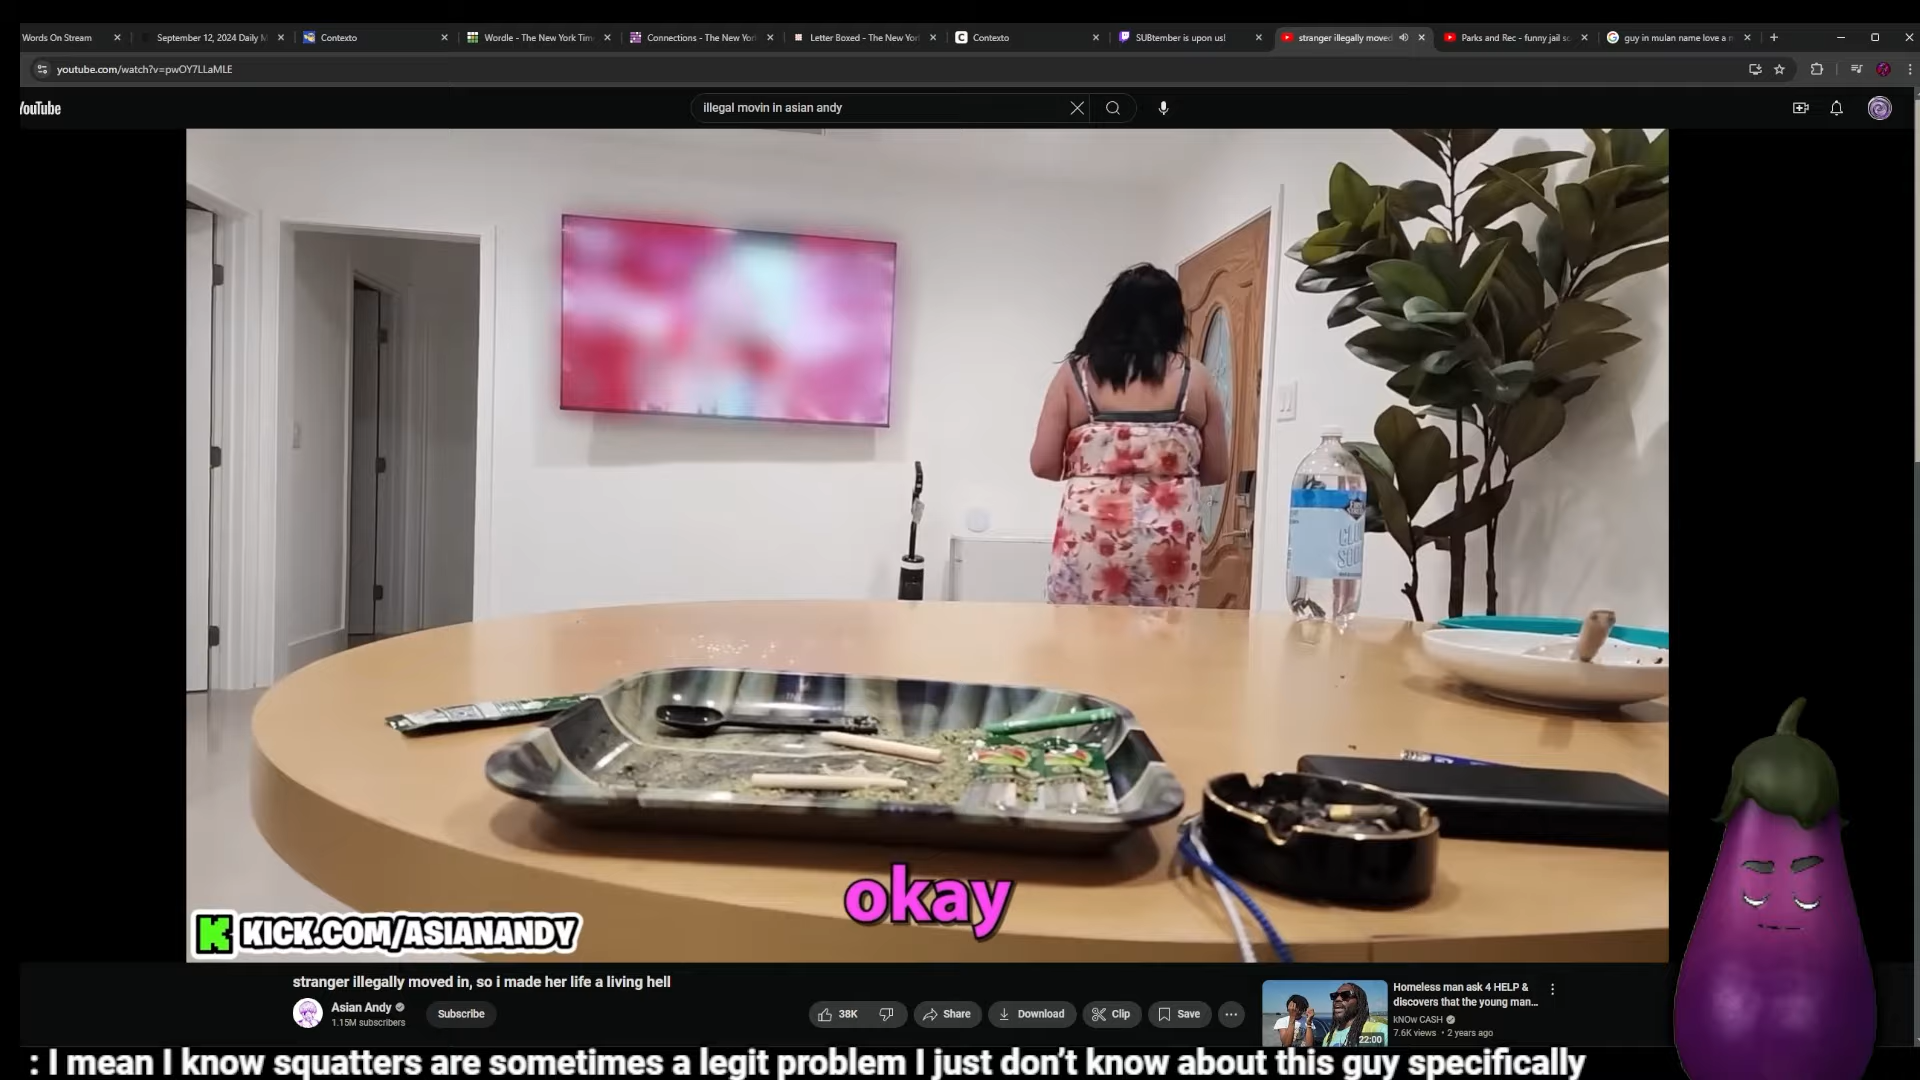 Words On Stream
September 12, 2024 Daily M
Contexto
Wordle - The New York Tim
Connections - The New Yor
Letter Boxed - The New Yor
Contexto
SUBtember is upon us!
stranger illegally moved
Parks and Rec - funny jail sc
guy in mulan name love a m
youtube.com/watch?v=pwOY7LLaMLE
YouTube
illegal movin in asian andy
okay
KICK.COM/ASIANANDY
stranger illegally moved in, so i made her life a living hell
Asian Andy
1.15M subscribers
Subscribe
38K
Share
Download
Clip
Save
Homeless man ask 4 HELP &
discovers that the young man...
kNOw CASH
7.6K views • 2 years ago
22:00
: I mean I know squatters are sometimes a legit problem I just don't know about this guy specifically